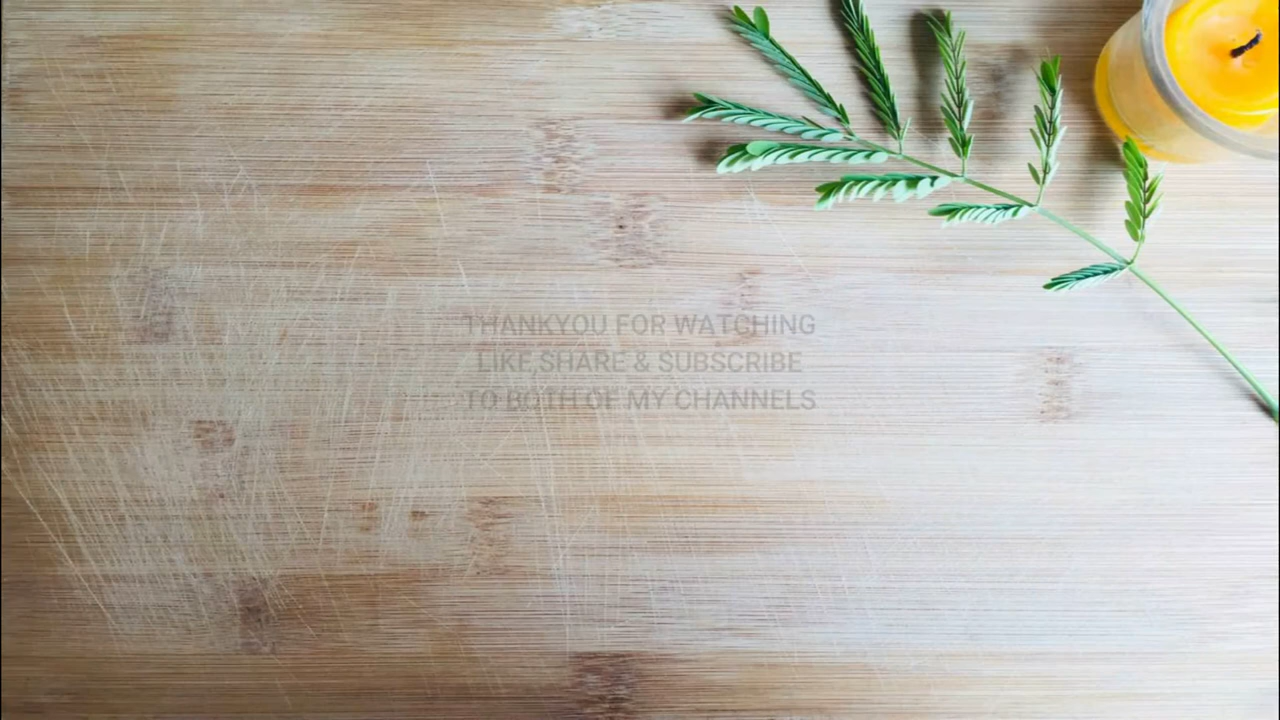 THANKYOU FOR WATCHING
LIKE,SHARE & SUBSCRIBE
TO BOTH OF MY CHANNELS